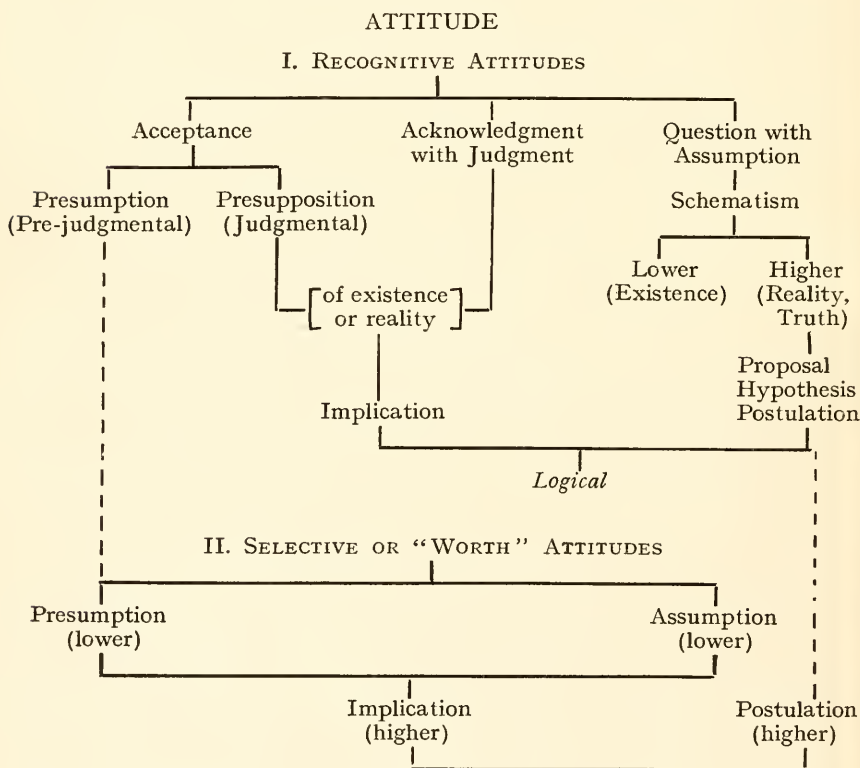 ATTITUDE
I. RECOGNITIVE ATTITUDES
Acceptance
Acknowledgment
with Judgment
Question with
Assumption
Presumption
(Pre-judgmental)
Presupposition
(Judgmental)
Schematism
Lower
(Existence)
Higher
(Reality,
Truth)
[of existence
or reality]
Proposal
Hypothesis
Postulation
Implication
Logical
II. SELECTIVE OR “WORTH” ATTITUDES
Presumption
(lower)
Assumption
(lower)
Implication
(higher)
Postulation
(higher)